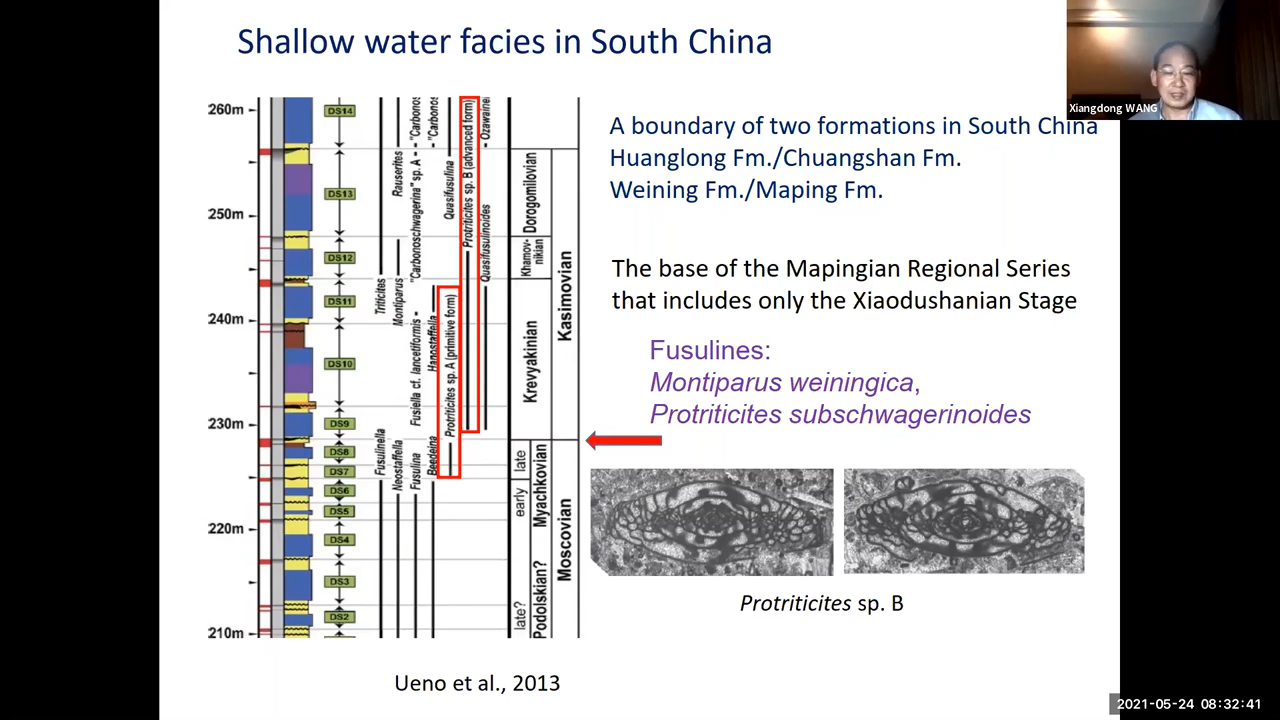 Shallow water facies in South China
Xiangdong WANG
A boundary of two formations in South China
Huanglong Fm./Chuangshan Fm.
Weining Fm./Maping Fm.
The base of the Mapingian Regional Series
that includes only the Xiaodushanian Stage
Fusulines:
Montiparus weiningica,
Protriticites subschwagerinoides
Protriticites sp. B
260m
250m
240m
230m
220m
210m
DS14
DS13
DS12
DS11
DS10
DS9
DS8
DS7
DS6
DS5
DS4
DS3
DS2
Fusulinella
Triticites
Neostaffella
Montiparus
Rauserites
Fusulina
Fusiella cf. lancetiformis =
"Carbonoschwagerina" sp. A =
= "Carbonos
Beedeina
Hanostaffella
= "Carbonos
Protriticites sp. A (primitive form)
Quasifusulina
Protriticites sp. B (advanced form)
Quasifusulinoides
= Ozawainel
late?
early
late
Podolskian?
Myachkovian
Krevyakinian
Khamov-
nikian
Dorogomilovian
Moscovian
Kasimovian
Ueno et al., 2013
2021-05-24 08:32:41